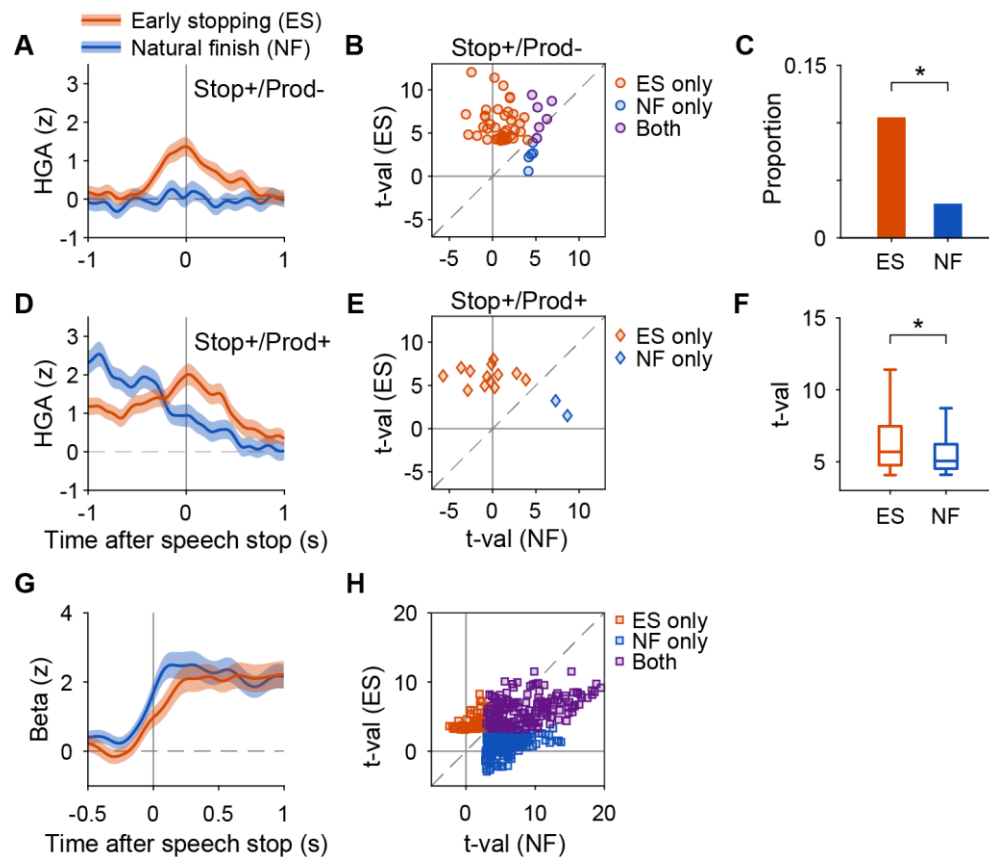 Early stopping (ES)
Natural finish (NF)
A
Stop+/Prod-
HGA (z)
3
2
1
0
-1
-1
0
1
B
Stop+/Prod-
t-val (ES)
10
5
0
-5
-5
0
5
10
ES only
NF only
Both
C
Proportion
0.15
0
*
ES
NF
D
Stop+/Prod+
HGA (z)
3
2
1
0
-1
-1
0
1
Time after speech stop (s)
E
Stop+/Prod+
t-val (ES)
10
5
0
-5
-5
0
5
10
t-val (NF)
ES only
NF only
F
t-val
15
10
5
*
ES
NF
G
Beta (z)
4
2
0
-0.5
0
0.5
1
Time after speech stop (s)
H
t-val (ES)
20
10
0
0
10
20
t-val (NF)
ES only
NF only
Both